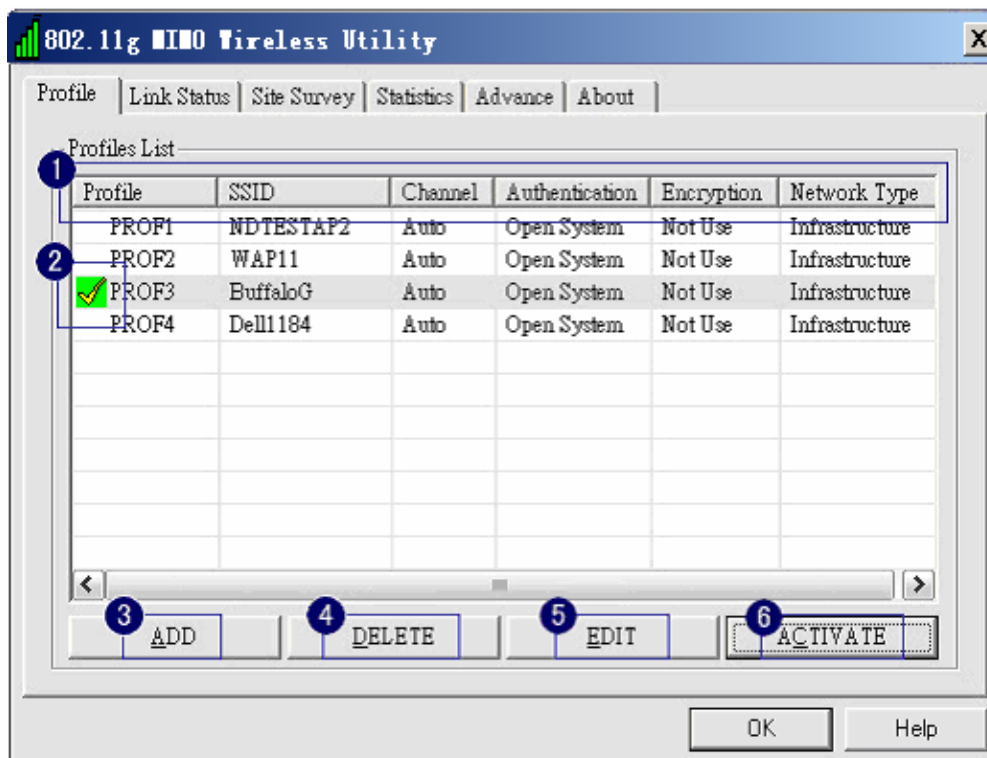 802.11g MIMO Wireless Utility
X
Profile Link Status Site Survey Statistics Advance About
Profiles List
1
Profile SSID Channel Authentication Encryption Network Type
PROF1 NDTESTAP2 Auto Open System Not Use Infrastructure
2
PROF2 WAP11 Auto Open System Not Use Infrastructure
PROF3 BuffaloG Auto Open System Not Use Infrastructure
PROF4 Dell1184 Auto Open System Not Use Infrastructure
3 4 5 6
ADD DELETE EDIT ACTIVATE
OK Help